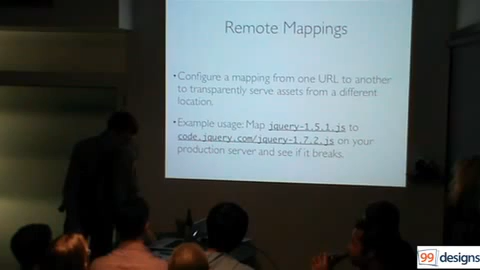 Remote Mappings
• Configure a mapping from one URL to another
to transparently serve assets from a different
location.
• Example usage: Map jquery-1.5.1.js to
code.jquery.com/jquery-1.7.2.js on your
production server and see if it breaks.
99 designs